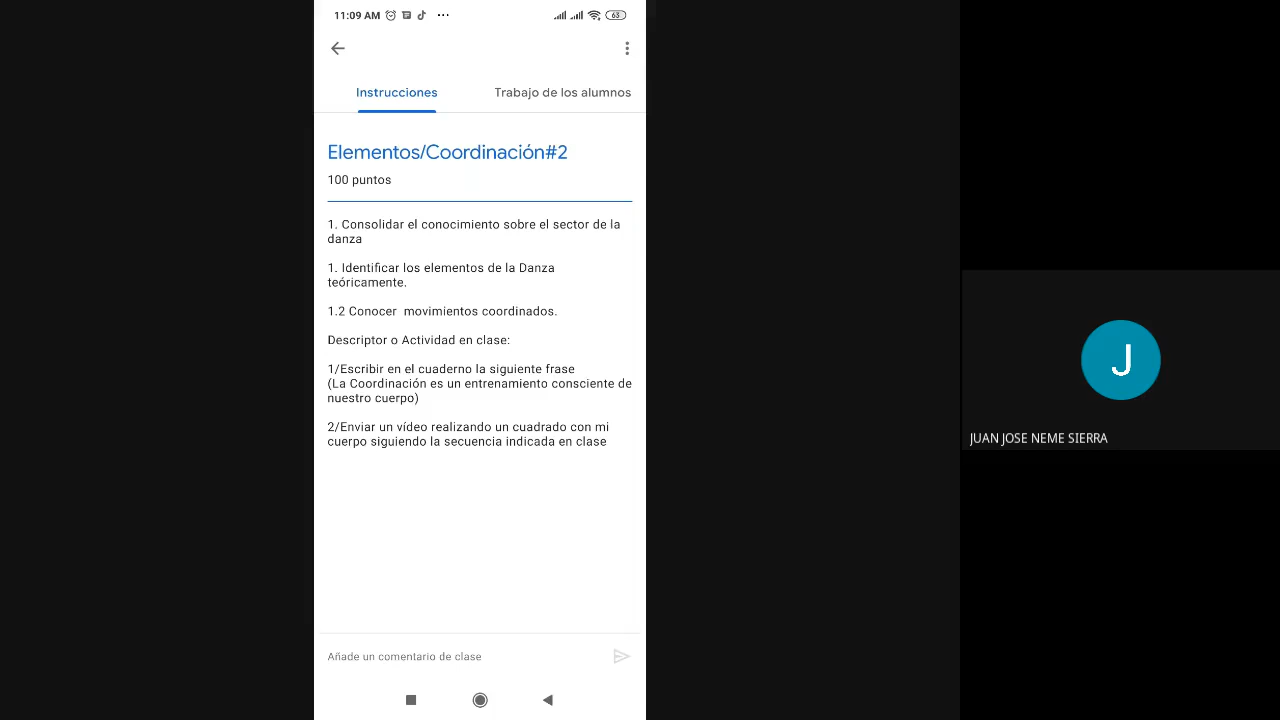 11:09 AM
63
Instrucciones
Trabajo de los alumnos
Elementos/Coordinación#2
100 puntos
1. Consolidar el conocimiento sobre el sector de la
danza
1. Identificar los elementos de la Danza
teóricamente.
1.2 Conocer  movimientos coordinados.
Descriptor o Actividad en clase:
1/Escribir en el cuaderno la siguiente frase
(La Coordinación es un entrenamiento consciente de
nuestro cuerpo)
2/Enviar un vídeo realizando un cuadrado con mi
cuerpo siguiendo la secuencia indicada en clase
Añade un comentario de clase
J
JUAN JOSE NEME SIERRA